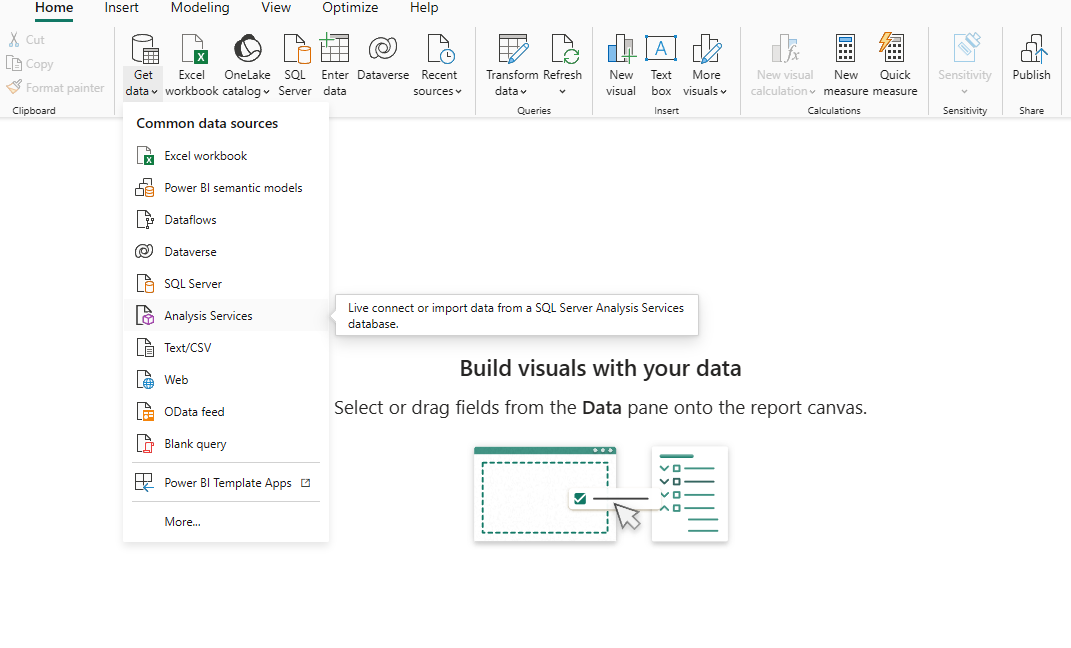 Home Insert Modeling View Optimize Help
Cut
Copy
Format painter
Clipboard
Get data
Excel workbook
OneLake catalog
SQL Server
Enter data
Dataverse
Recent sources
Transform data
Refresh
Queries
New visual
Text box
More visuals
Insert
New visual calculation
New measure
Quick measure
Calculations
Sensitivity
Sensitivity
Publish
Share
Common data sources
Excel workbook
Power BI semantic models
Dataflows
Dataverse
SQL Server
Analysis Services
Live connect or import data from a SQL Server Analysis Services
database.
Text/CSV
Web
OData feed
Blank query
Power BI Template Apps
More...
Build visuals with your data
Select or drag fields from the Data pane onto the report canvas.